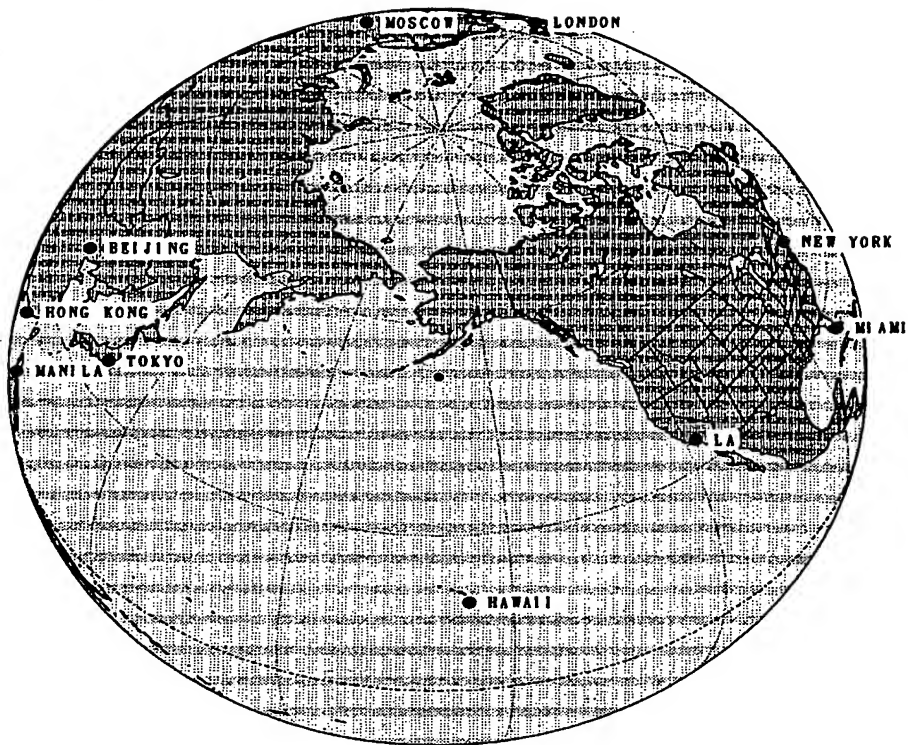 MOSCOW
LONDON
NEW YORK
BEIJING
HONG KONG
MIAMI
TOKYO
MANILA
LA
HAWAII